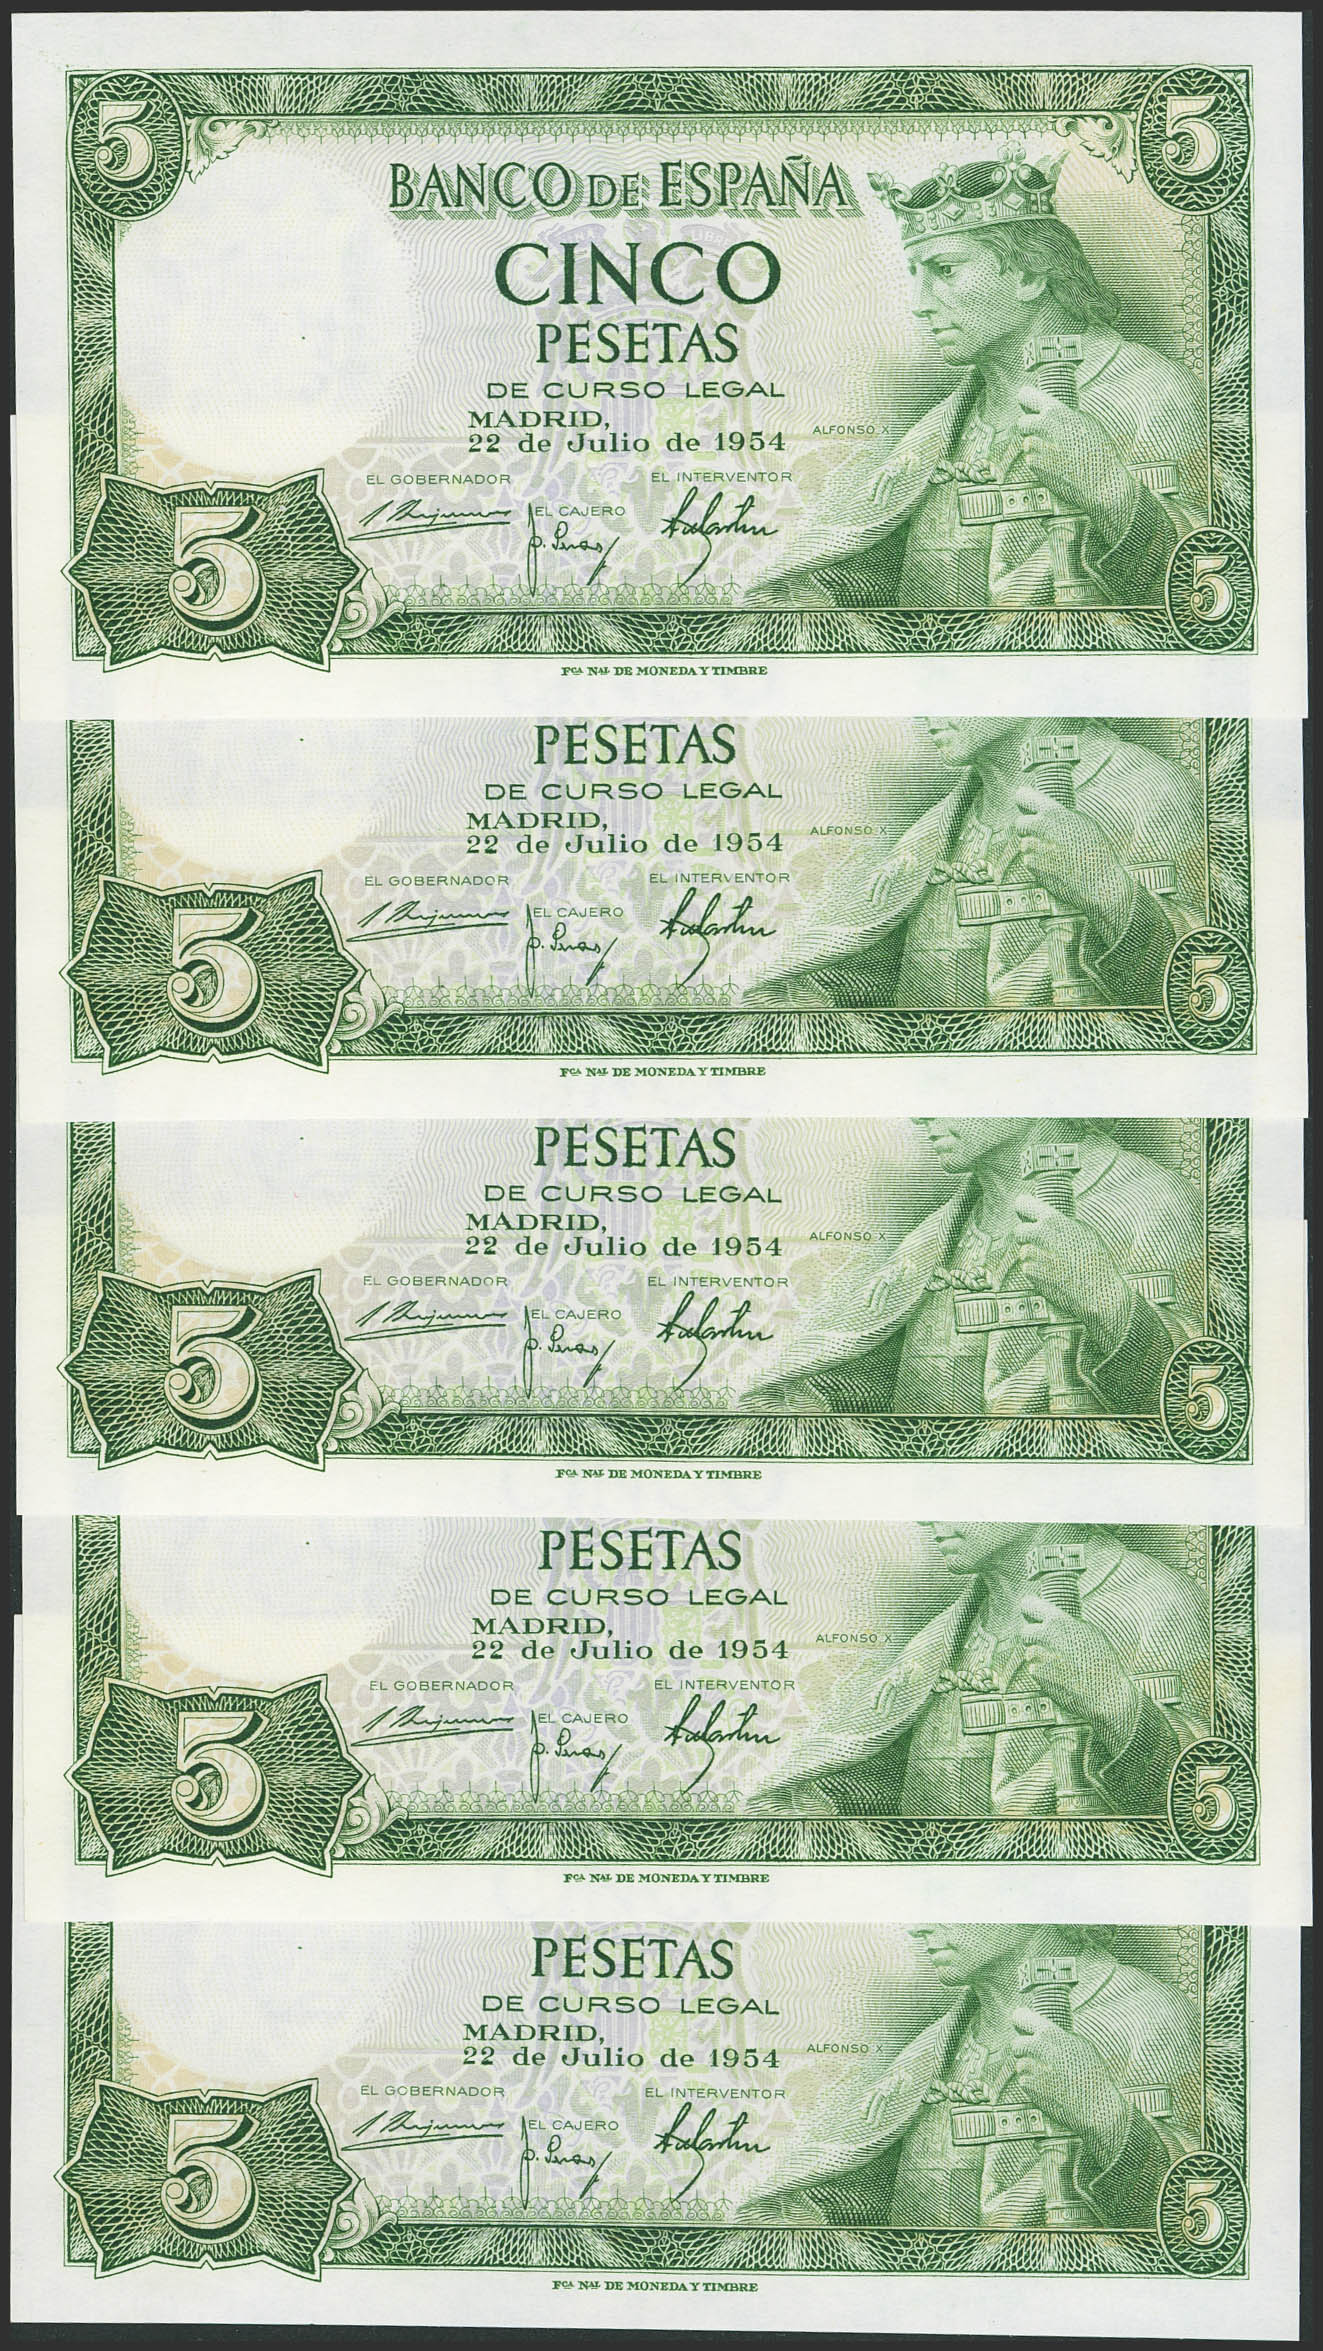 5 5
BANCO DE ESPAÑA
CINCO
PESETAS
DE CURSO LEGAL
MADRID,
22 de Julio de 1954
ALFONSO X
EL GOBERNADOR EL INTERVENTOR
EL CAJERO
5 5
Fca Nal DE MONEDA Y TIMBRE
PESETAS
DE CURSO LEGAL
MADRID,
22 de Julio de 1954
ALFONSO X
EL GOBERNADOR EL INTERVENTOR
EL CAJERO
5 5
Fca Nal DE MONEDA Y TIMBRE
PESETAS
DE CURSO LEGAL
MADRID,
22 de Julio de 1954
ALFONSO X
EL GOBERNADOR EL INTERVENTOR
EL CAJERO
5 5
Fca Nal DE MONEDA Y TIMBRE
PESETAS
DE CURSO LEGAL
MADRID,
22 de Julio de 1954
ALFONSO X
EL GOBERNADOR EL INTERVENTOR
EL CAJERO
5 5
Fca Nal DE MONEDA Y TIMBRE
PESETAS
DE CURSO LEGAL
MADRID,
22 de Julio de 1954
ALFONSO X
EL GOBERNADOR EL INTERVENTOR
EL CAJERO
5 5
Fca Nal DE MONEDA Y TIMBRE